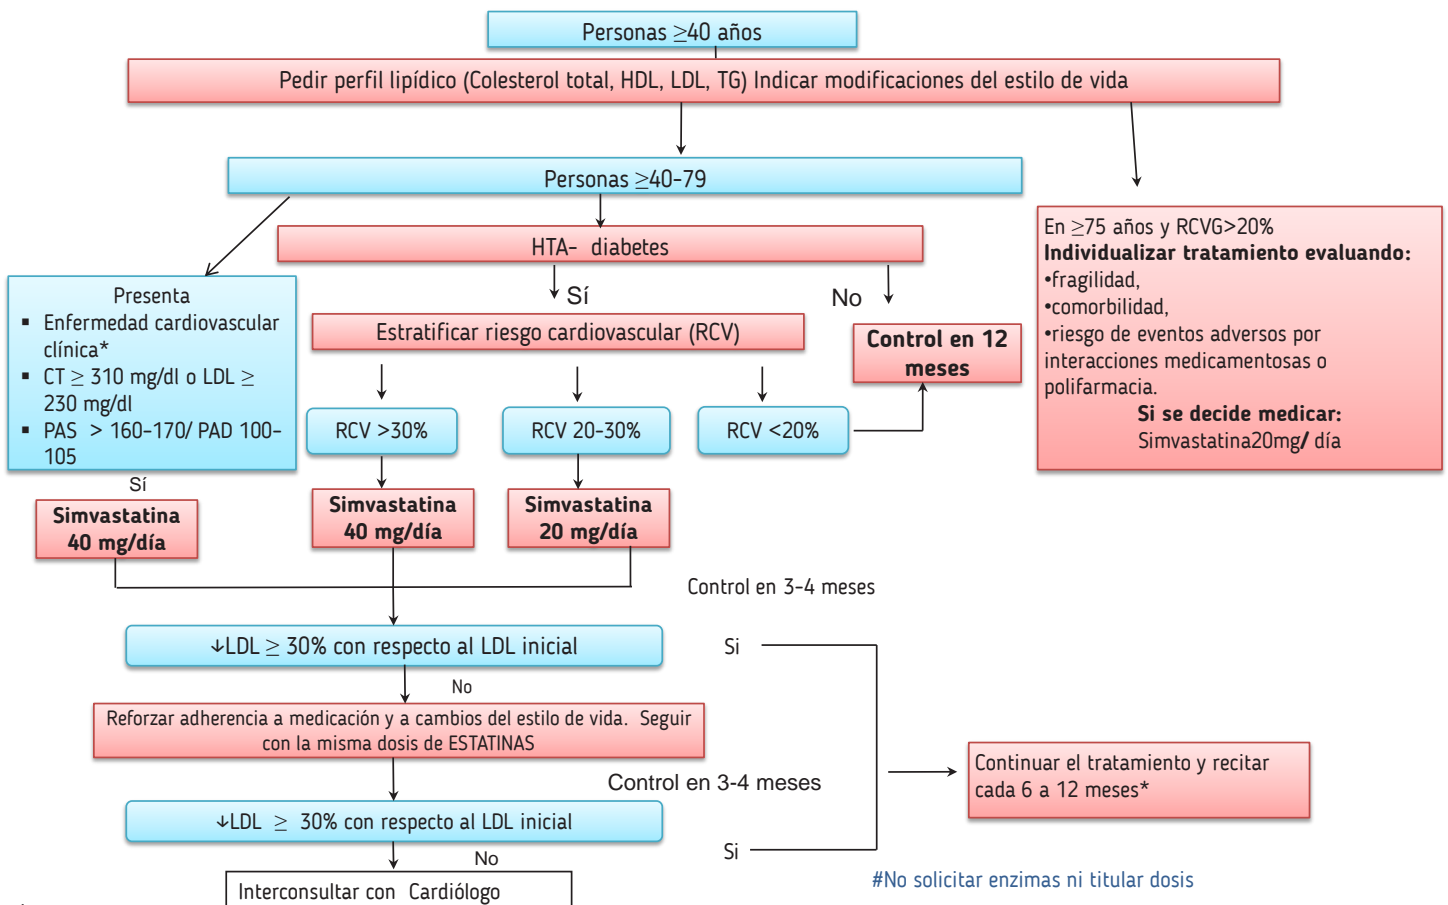 Personas ≥40 años
Pedir perfil lipídico (Colesterol total, HDL, LDL, TG) Indicar modificaciones del estilo de vida
Personas ≥40-79
HTA- diabetes
Sí
No
Presenta
▪ Enfermedad cardiovascular
clínica*
▪ CT ≥ 310 mg/dl o LDL ≥
230 mg/dl
▪ PAS > 160-170/ PAD 100-
105
Sí
Simvastatina
40 mg/día
Estratificar riesgo cardiovascular (RCV)
RCV >30%
RCV 20-30%
RCV <20%
Control en 12
meses
Simvastatina
40 mg/día
Simvastatina
20 mg/día
En ≥75 años y RCVG>20%
Individualizar tratamiento evaluando:
•fragilidad,
•comorbilidad,
•riesgo de eventos adversos por
interacciones medicamentosas o
polifarmacia.
Si se decide medicar:
Simvastatina20mg/ día
Control en 3-4 meses
↓LDL ≥ 30% con respecto al LDL inicial
Si
No
Reforzar adherencia a medicación y a cambios del estilo de vida. Seguir
con la misma dosis de ESTATINAS
Control en 3-4 meses
Continuar el tratamiento y recitar
cada 6 a 12 meses*
↓LDL ≥ 30% con respecto al LDL inicial
Si
No
Interconsultar con Cardiólogo
#No solicitar enzimas ni titular dosis